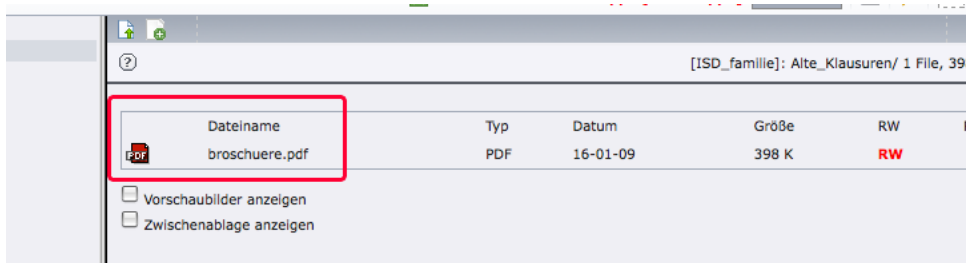 ?
[ISD_familie]: Alte_Klausuren/ 1 File, 39
Dateiname Typ Datum Größe RW
PDF broschuere.pdf PDF 16-01-09 398 K RW
Vorschaubilder anzeigen
Zwischenablage anzeigen